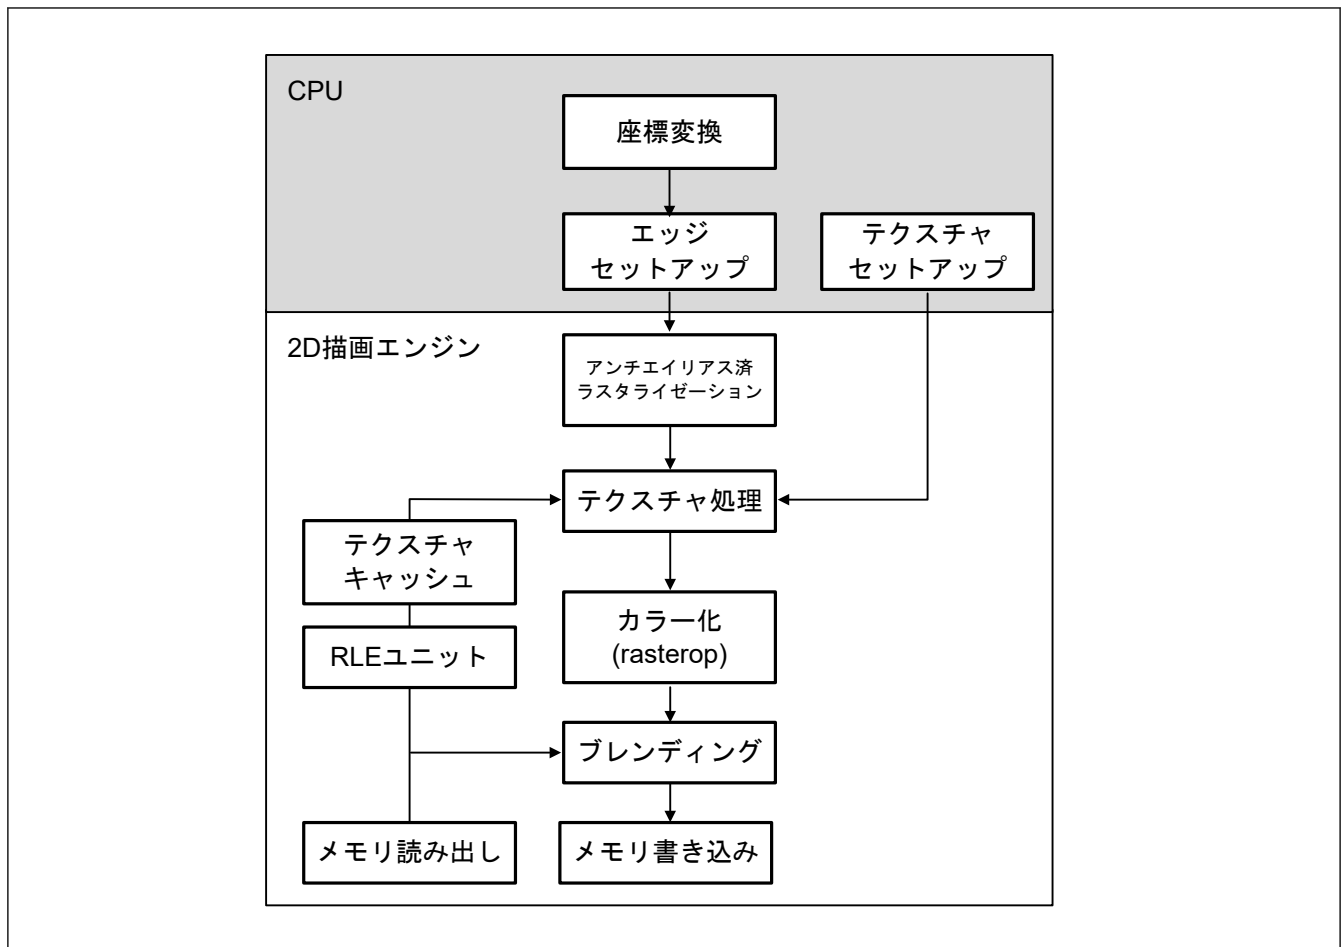 CPU
座標変換
エッジ
セットアップ
テクスチャ
セットアップ
2D描画エンジン
アンチエイリアス済
ラスタライゼーション
テクスチャ処理
テクスチャ
キャッシュ
カラー化
(rasterop)
RLEユニット
ブレンディング
メモリ読み出し
メモリ書き込み